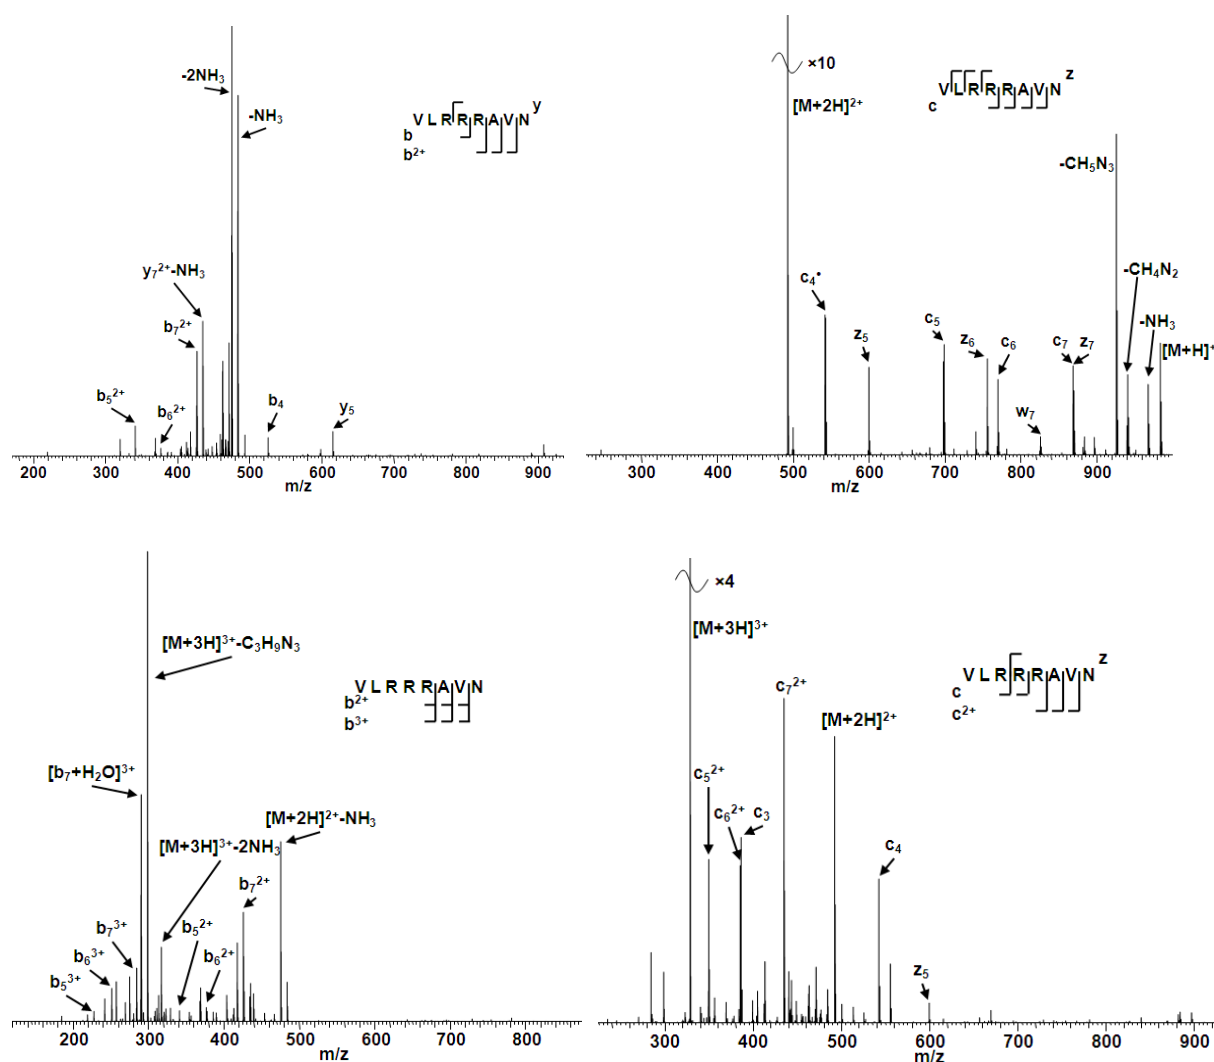 -2NH₃
-NH₃
y₇²⁺-NH₃
b₇²⁺
b₅²⁺
b₆²⁺
b₄
y₅
V L R R R A V N y
b
b²⁺
200 300 400 500 600 700 800 900
m/z
×10
[M+2H]²⁺
V L R R R A V N z
c
-CH₅N₃
-CH₄N₂
-NH₃
[M+H]⁺
c₄•
z₅
c₅
z₆
c₆
c₇
z₇
w₇
300 400 500 600 700 800 900
m/z
[M+3H]³⁺-C₃H₉N₃
V L R R R A V N
b²⁺
b³⁺
[b₇+H₂O]³⁺
[M+3H]³⁺-2NH₃
[M+2H]²⁺-NH₃
b₇²⁺
b₇³⁺
b₆³⁺
b₅³⁺
b₅²⁺
b₆²⁺
200 300 400 500 600 700 800
m/z
×4
[M+3H]³⁺
V L R R R A V N z
c
c²⁺
c₇²⁺
[M+2H]²⁺
c₅²⁺
c₆²⁺
c₃
c₄
z₅
300 400 500 600 700 800 900
m/z